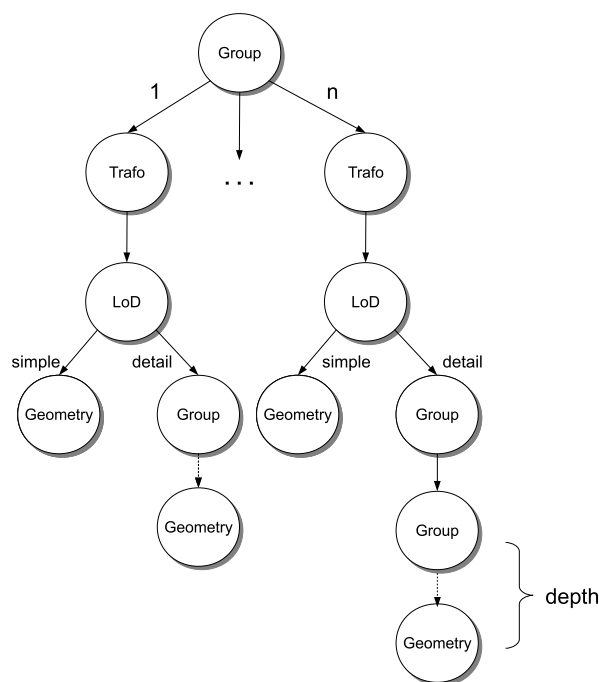 Group
1
n
Trafo
...
Trafo
LoD
LoD
simple
detail
simple
detail
Geometry
Group
Geometry
Group
Geometry
Group
depth
Geometry